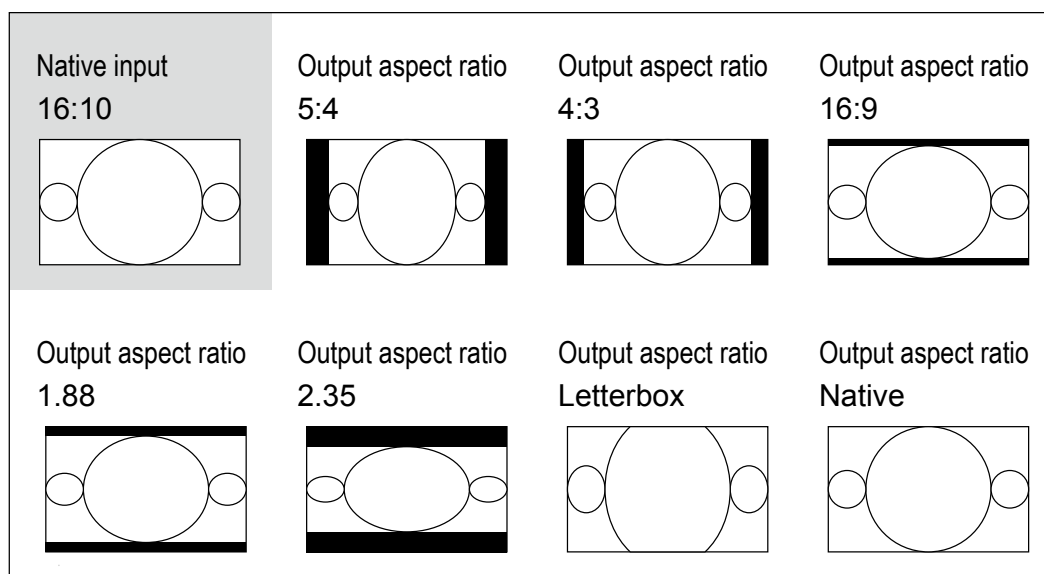 Native input
16:10
Output aspect ratio
5:4
Output aspect ratio
4:3
Output aspect ratio
16:9
Output aspect ratio
1.88
Output aspect ratio
2.35
Output aspect ratio
Letterbox
Output aspect ratio
Native